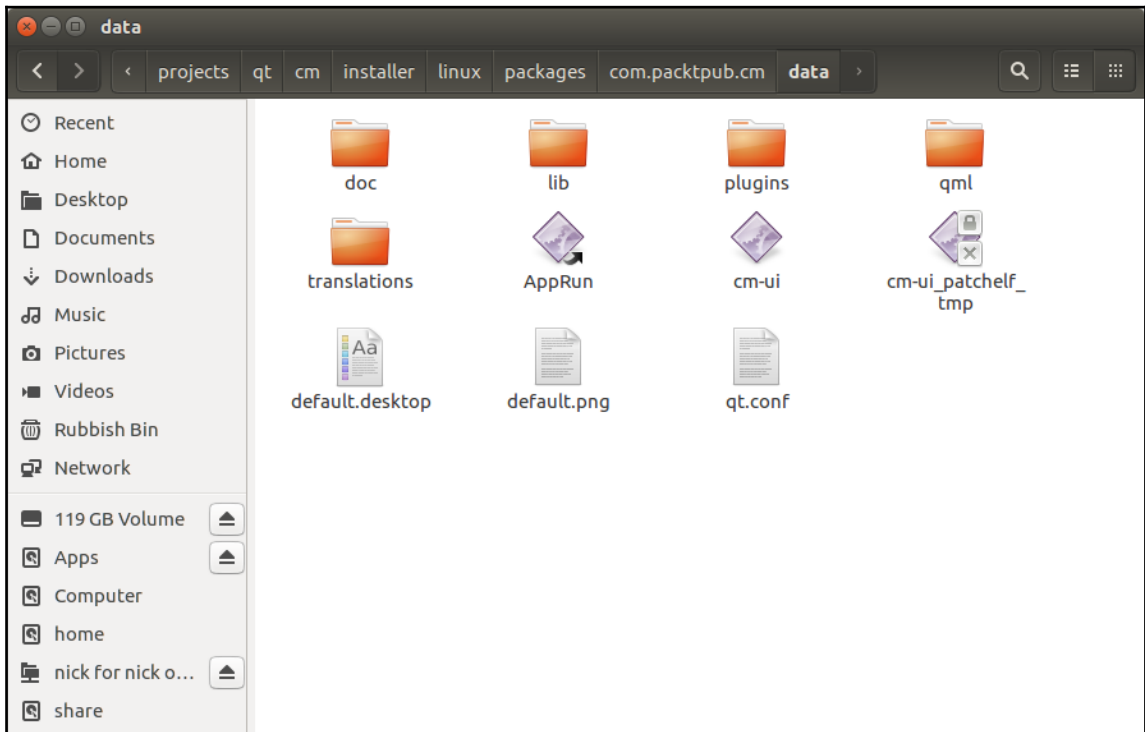 data
projects qt cm installer linux packages com.packtpub.cm data
Recent
Home
Desktop
Documents
Downloads
Music
Pictures
Videos
Rubbish Bin
Network
119 GB Volume
Apps
Computer
home
nick for nick o...
share
doc lib plugins qml
translations AppRun cm-ui cm-ui_patchelf_
tmp
Aa
default.desktop default.png qt.conf